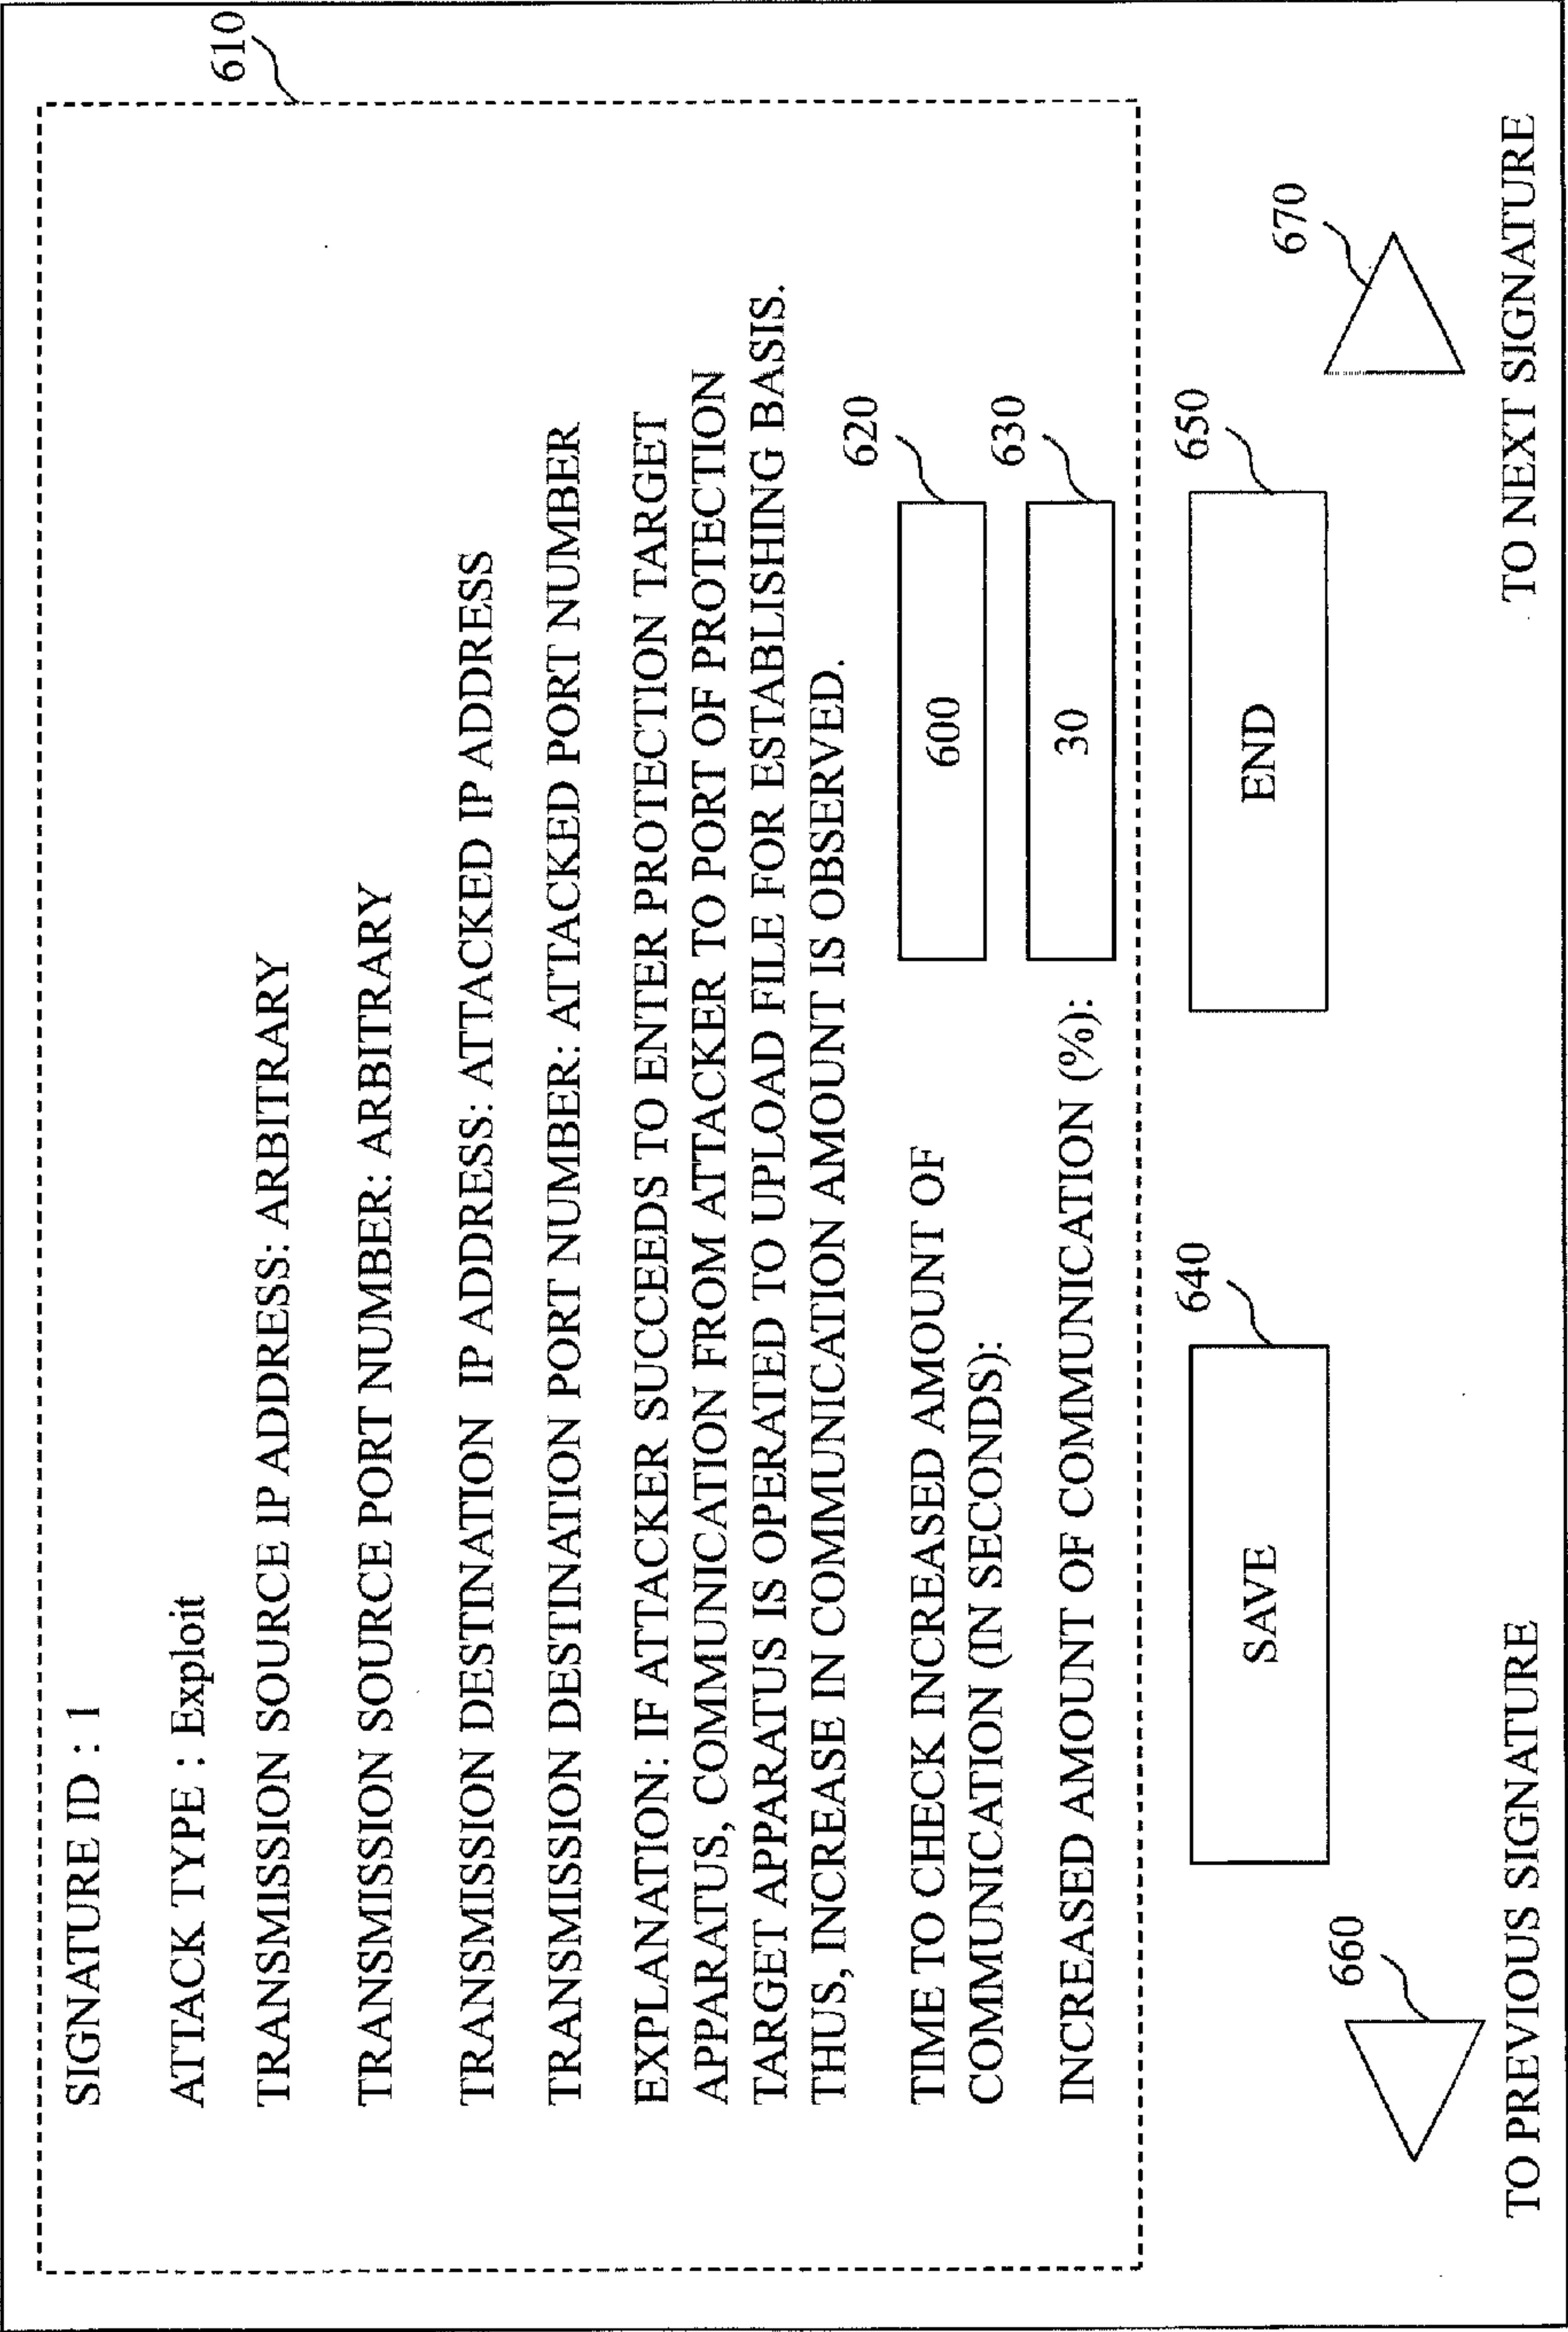 610
SIGNATURE ID : 1
ATTACK TYPE : Exploit
TRANSMISSION SOURCE IP ADDRESS: ARBITRARY
TRANSMISSION SOURCE PORT NUMBER: ARBITRARY
TRANSMISSION DESTINATION IP ADDRESS: ATTACKED IP ADDRESS
TRANSMISSION DESTINATION PORT NUMBER: ATTACKED PORT NUMBER
EXPLANATION: IF ATTACKER SUCCEEDS TO ENTER PROTECTION TARGET
APPARATUS, COMMUNICATION FROM ATTACKER TO PORT OF PROTECTION
TARGET APPARATUS IS OPERATED TO UPLOAD FILE FOR ESTABLISHING BASIS.
THUS, INCREASE IN COMMUNICATION AMOUNT IS OBSERVED.
620
TIME TO CHECK INCREASED AMOUNT OF
COMMUNICATION (IN SECONDS):
600
630
INCREASED AMOUNT OF COMMUNICATION (%):
30
640
SAVE
650
END
660
TO PREVIOUS SIGNATURE
670
TO NEXT SIGNATURE